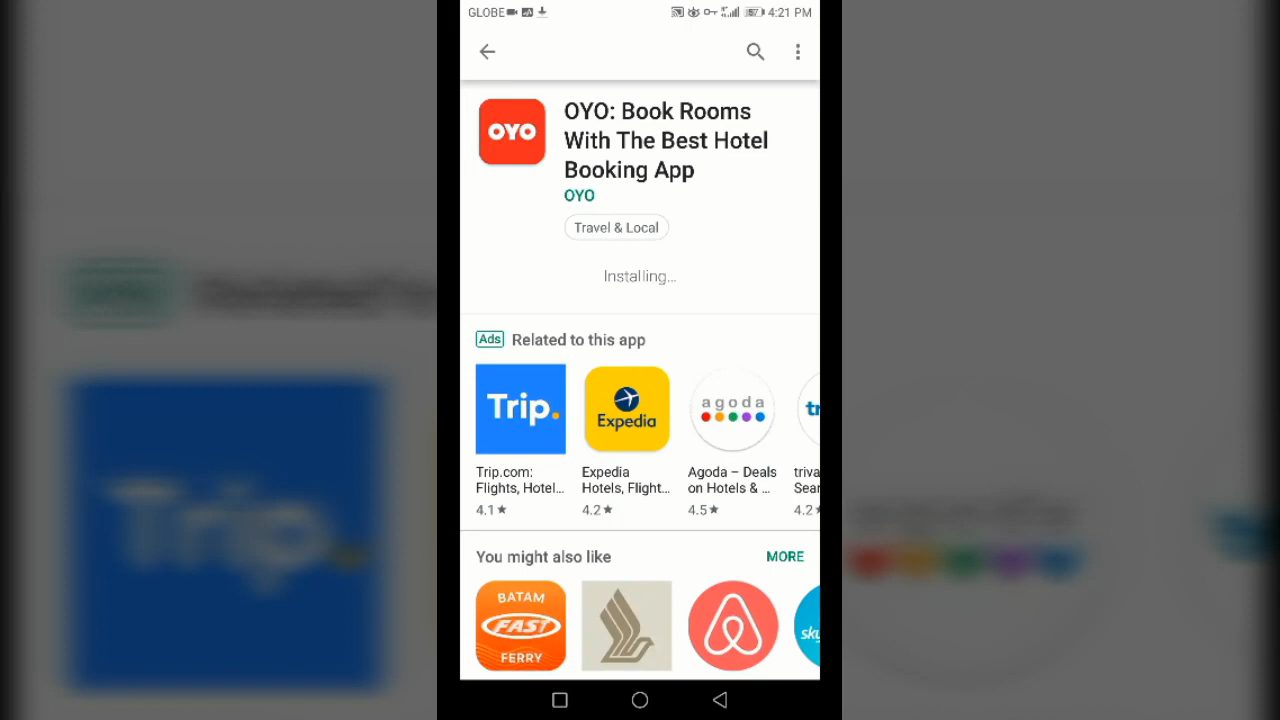 GLOBE 4:21 PM
OYO
OYO: Book Rooms
With The Best Hotel
Booking App
OYO
Travel & Local
Installing...
Ads Related to this app
Trip.
Expedia
agoda
Trip.com:
Flights, Hotel...
4.1★
Expedia
Hotels, Flight...
4.2★
Agoda – Deals
on Hotels & ...
4.5★
4.2★
You might also like MORE
BATAM
FAST
FERRY
sky